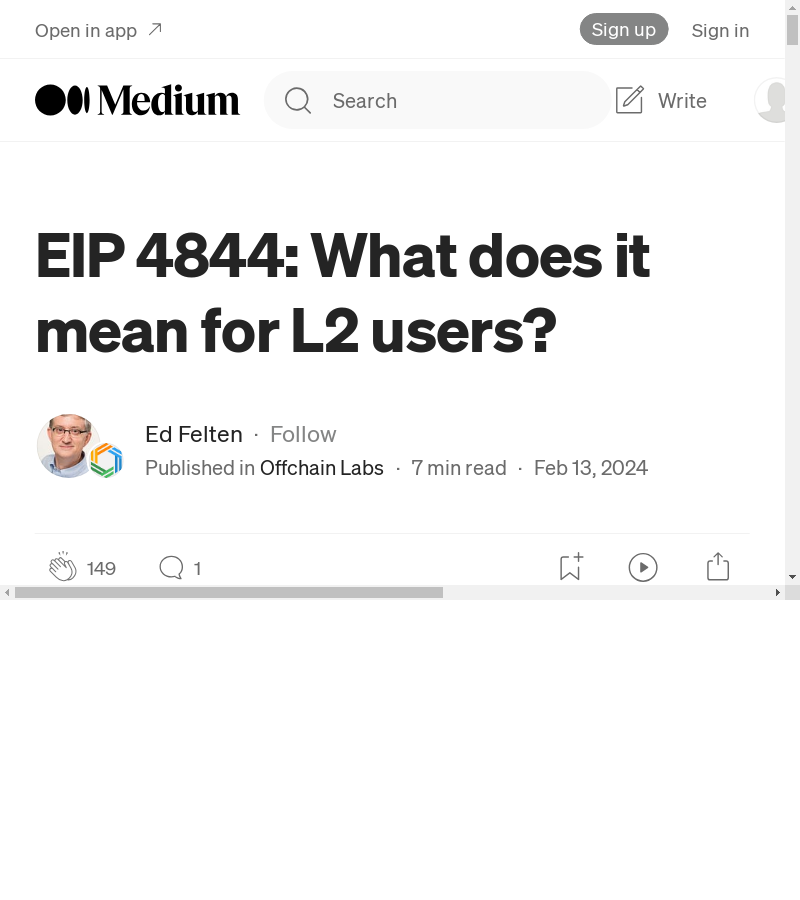 Open in app
Sign up
Sign in
Medium
Search
Write
EIP 4844: What does it
mean for L2 users?
Ed Felten · Follow
Published in Offchain Labs · 7 min read · Feb 13, 2024
149
1